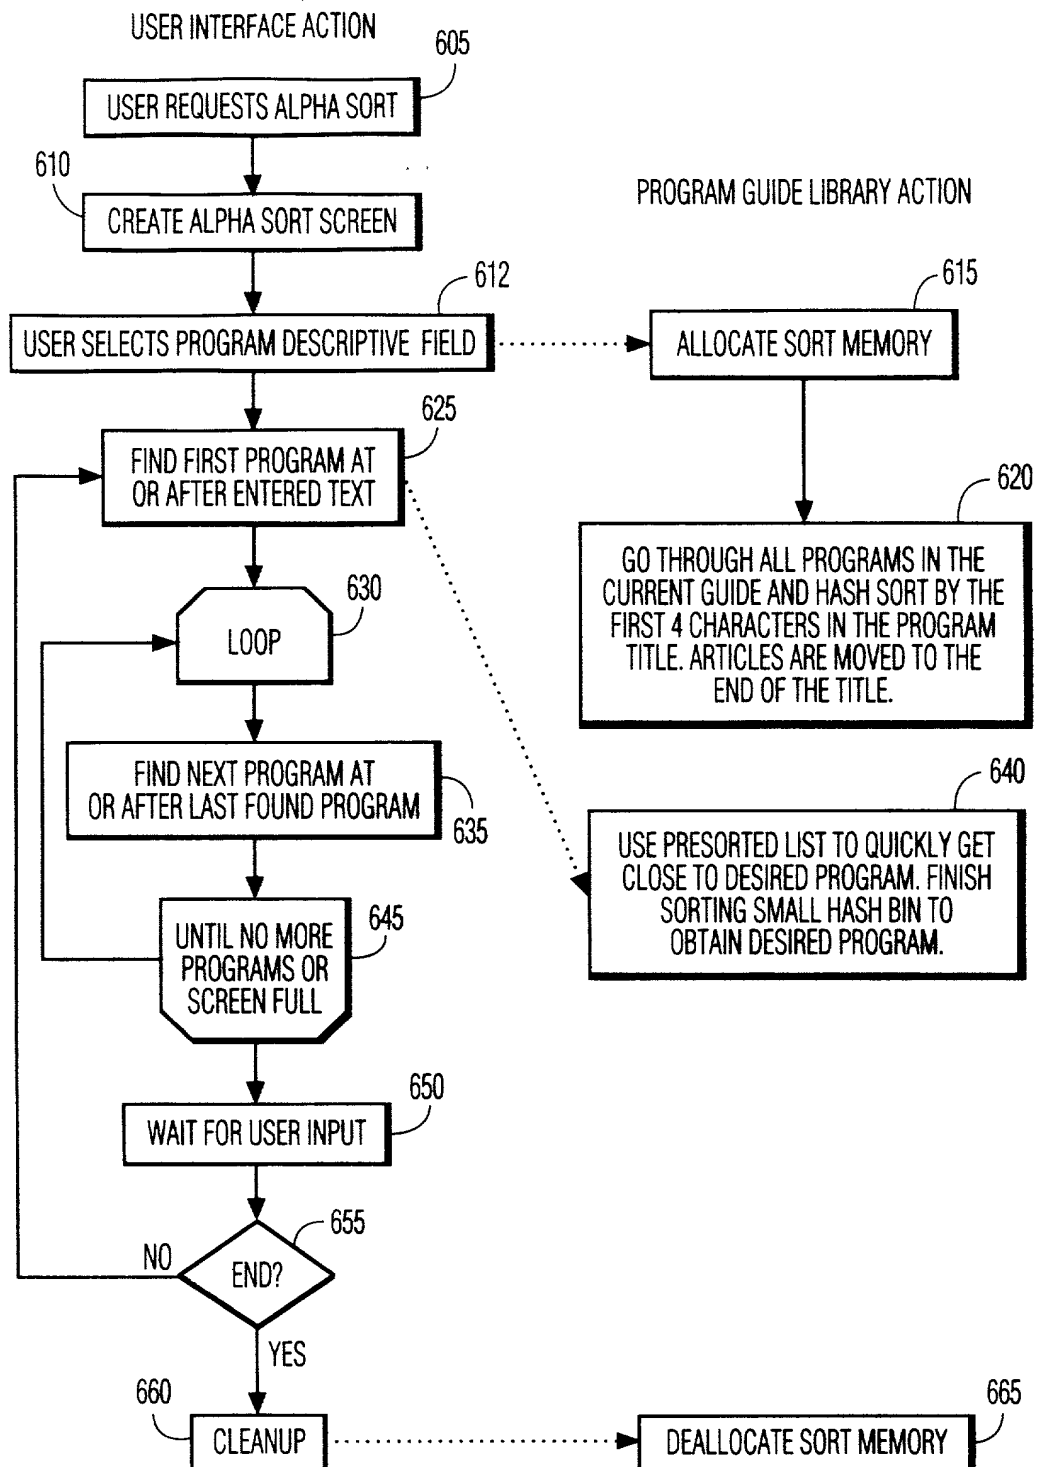 USER INTERFACE ACTION
605
USER REQUESTS ALPHA SORT
610
CREATE ALPHA SORT SCREEN
PROGRAM GUIDE LIBRARY ACTION
612
USER SELECTS PROGRAM DESCRIPTIVE FIELD
615
ALLOCATE SORT MEMORY
625
FIND FIRST PROGRAM AT
OR AFTER ENTERED TEXT
620
GO THROUGH ALL PROGRAMS IN THE
CURRENT GUIDE AND HASH SORT BY THE
FIRST 4 CHARACTERS IN THE PROGRAM
TITLE. ARTICLES ARE MOVED TO THE
END OF THE TITLE.
630
LOOP
FIND NEXT PROGRAM AT
OR AFTER LAST FOUND PROGRAM
635
640
USE PRESORTED LIST TO QUICKLY GET
CLOSE TO DESIRED PROGRAM. FINISH
SORTING SMALL HASH BIN TO
OBTAIN DESIRED PROGRAM.
645
UNTIL NO MORE
PROGRAMS OR
SCREEN FULL
650
WAIT FOR USER INPUT
655
END?
NO
YES
660
CLEANUP
665
DEALLOCATE SORT MEMORY